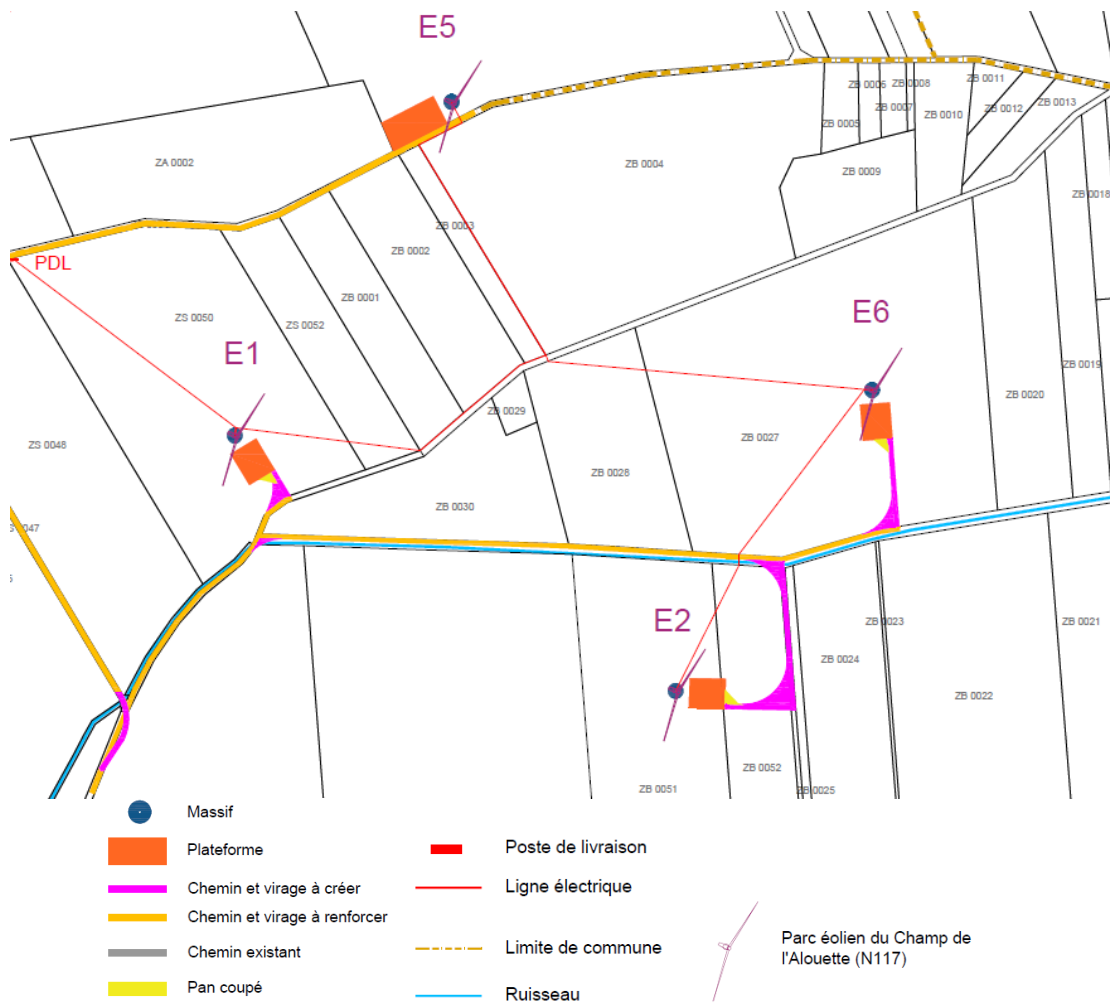 E5
ZB 0006
ZB 0008
ZB 0011
ZB 0007
ZB 0012
ZB 0013
ZB 0010
ZB 0005
ZA 0002
ZB 0004
ZB 0009
ZB 0018
ZB 0003
ZB 0002
PDL
ZB 0001
ZS 0050
ZS 0052
E6
E1
ZB 0019
ZB 0020
ZB 0029
ZS 0048
ZB 0027
ZB 0028
ZB 0030
ZS 0047
E2
ZB 0023
ZB 0021
ZB 0024
ZB 0022
ZB 0052
ZB 0051
ZB 0025
Massif
Plateforme
Poste de livraison
Chemin et virage à créer
Ligne électrique
Chemin et virage à renforcer
Parc éolien du Champ de
l'Alouette (N117)
Chemin existant
Limite de commune
Pan coupé
Ruisseau